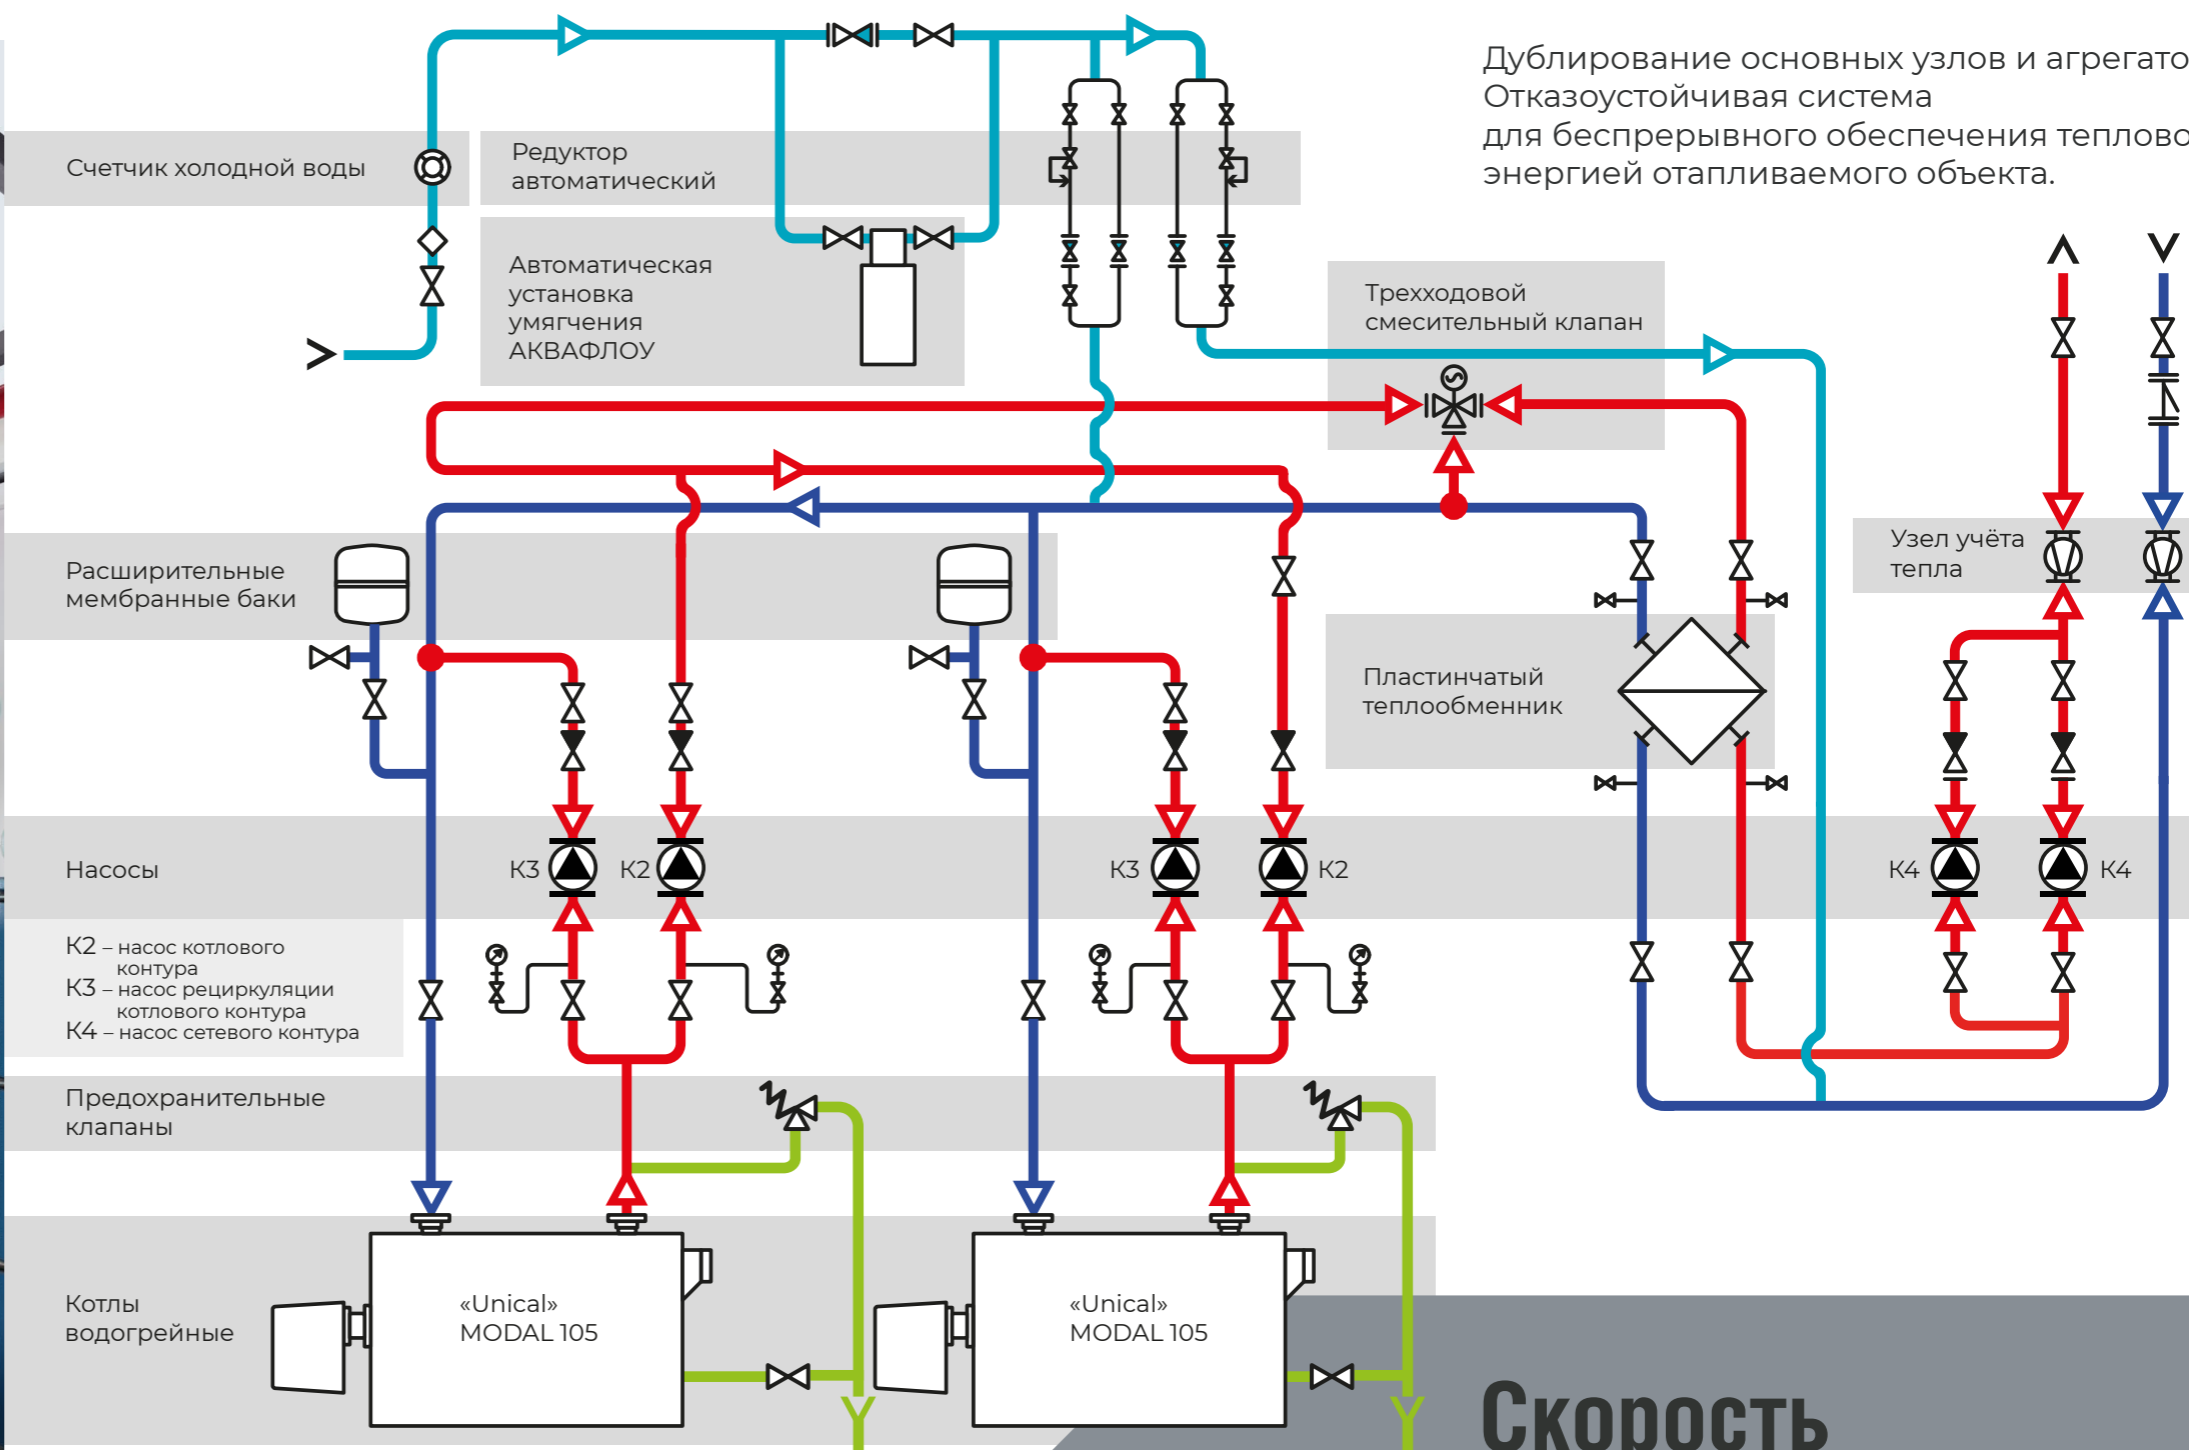 Дублирование основных узлов и агрегато
Отказоустойчивая система
для беспрерывного обеспечения теплово
энергией отапливаемого объекта.
Счетчик холодной воды
Редуктор
автоматический
Автоматическая
установка
умягчения
АКВАФЛОУ
Трехходовой
смесительный клапан
Расширительные
мембранные баки
Узел учёта
тепла
Пластинчатый
теплообменник
Насосы
К3
К2
К3
К2
К4
К4
К2 – насос котлового
контура
К3 – насос рециркуляции
котлового контура
К4 – насос сетевого контура
Предохранительные
клапаны
Котлы
водогрейные
«Unical»
MODAL 105
«Unical»
MODAL 105
Скорость